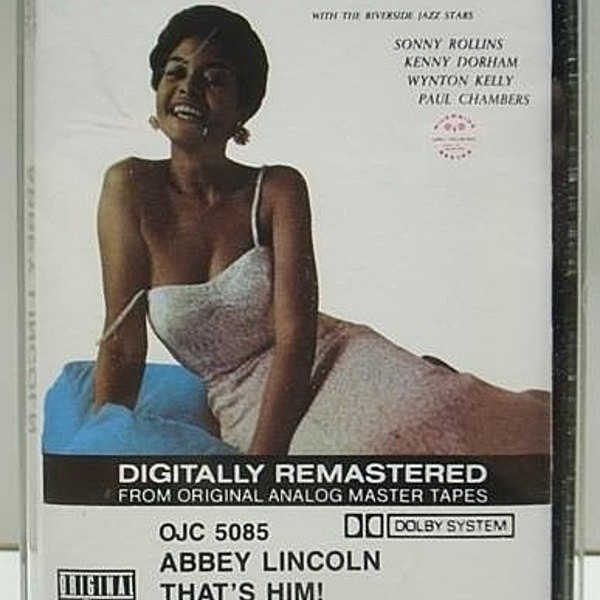 WITH THE RIVERSIDE JAZZ STARS
SONNY ROLLINS
KENNY DORHAM
WYNTON KELLY
PAUL CHAMBERS
DIGITALLY REMASTERED
FROM ORIGINAL ANALOG MASTER TAPES
OJC 5085
DOLBY SYSTEM
ABBEY LINCOLN
ORIGINAL
THAT'S HIM!